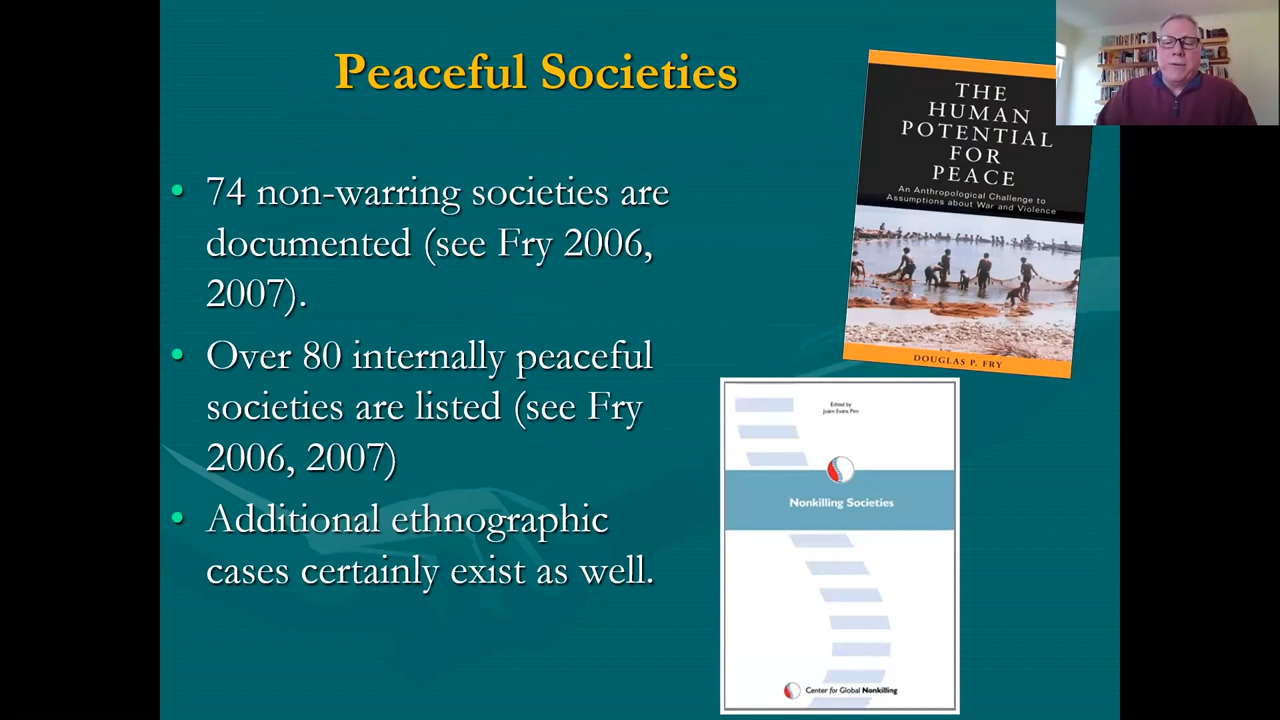 Peaceful Societies
• 74 non-warring societies are
documented (see Fry 2006,
2007).
• Over 80 internally peaceful
societies are listed (see Fry
2006, 2007)
• Additional ethnographic
cases certainly exist as well.
THE
HUMAN
POTENTIAL
FOR
PEACE
An Anthropological Challenge to
Assumptions about War and Violence
DOUGLAS P. FRY
Edited by
Joám Evans Pim
Nonkilling Societies
Center for Global Nonkilling